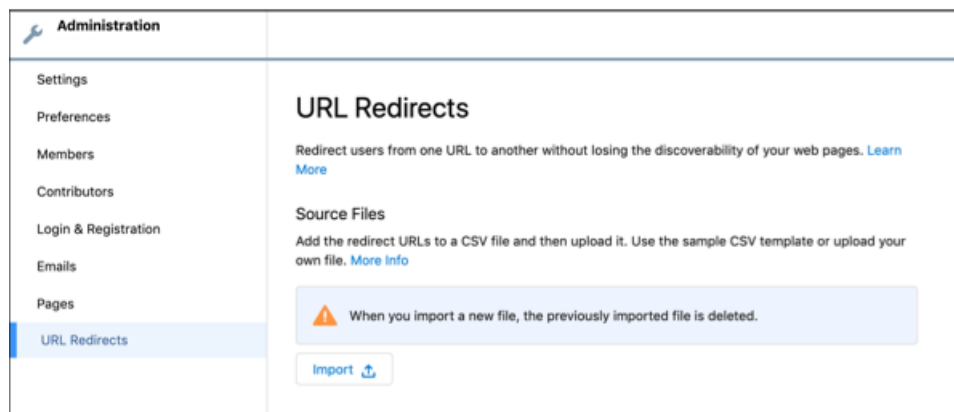 Administration
Settings
Preferences
Members
Contributors
Login & Registration
Emails
Pages
URL Redirects
URL Redirects
Redirect users from one URL to another without losing the discoverability of your web pages. Learn
More
Source Files
Add the redirect URLs to a CSV file and then upload it. Use the sample CSV template or upload your
own file. More Info
When you import a new file, the previously imported file is deleted.
Import